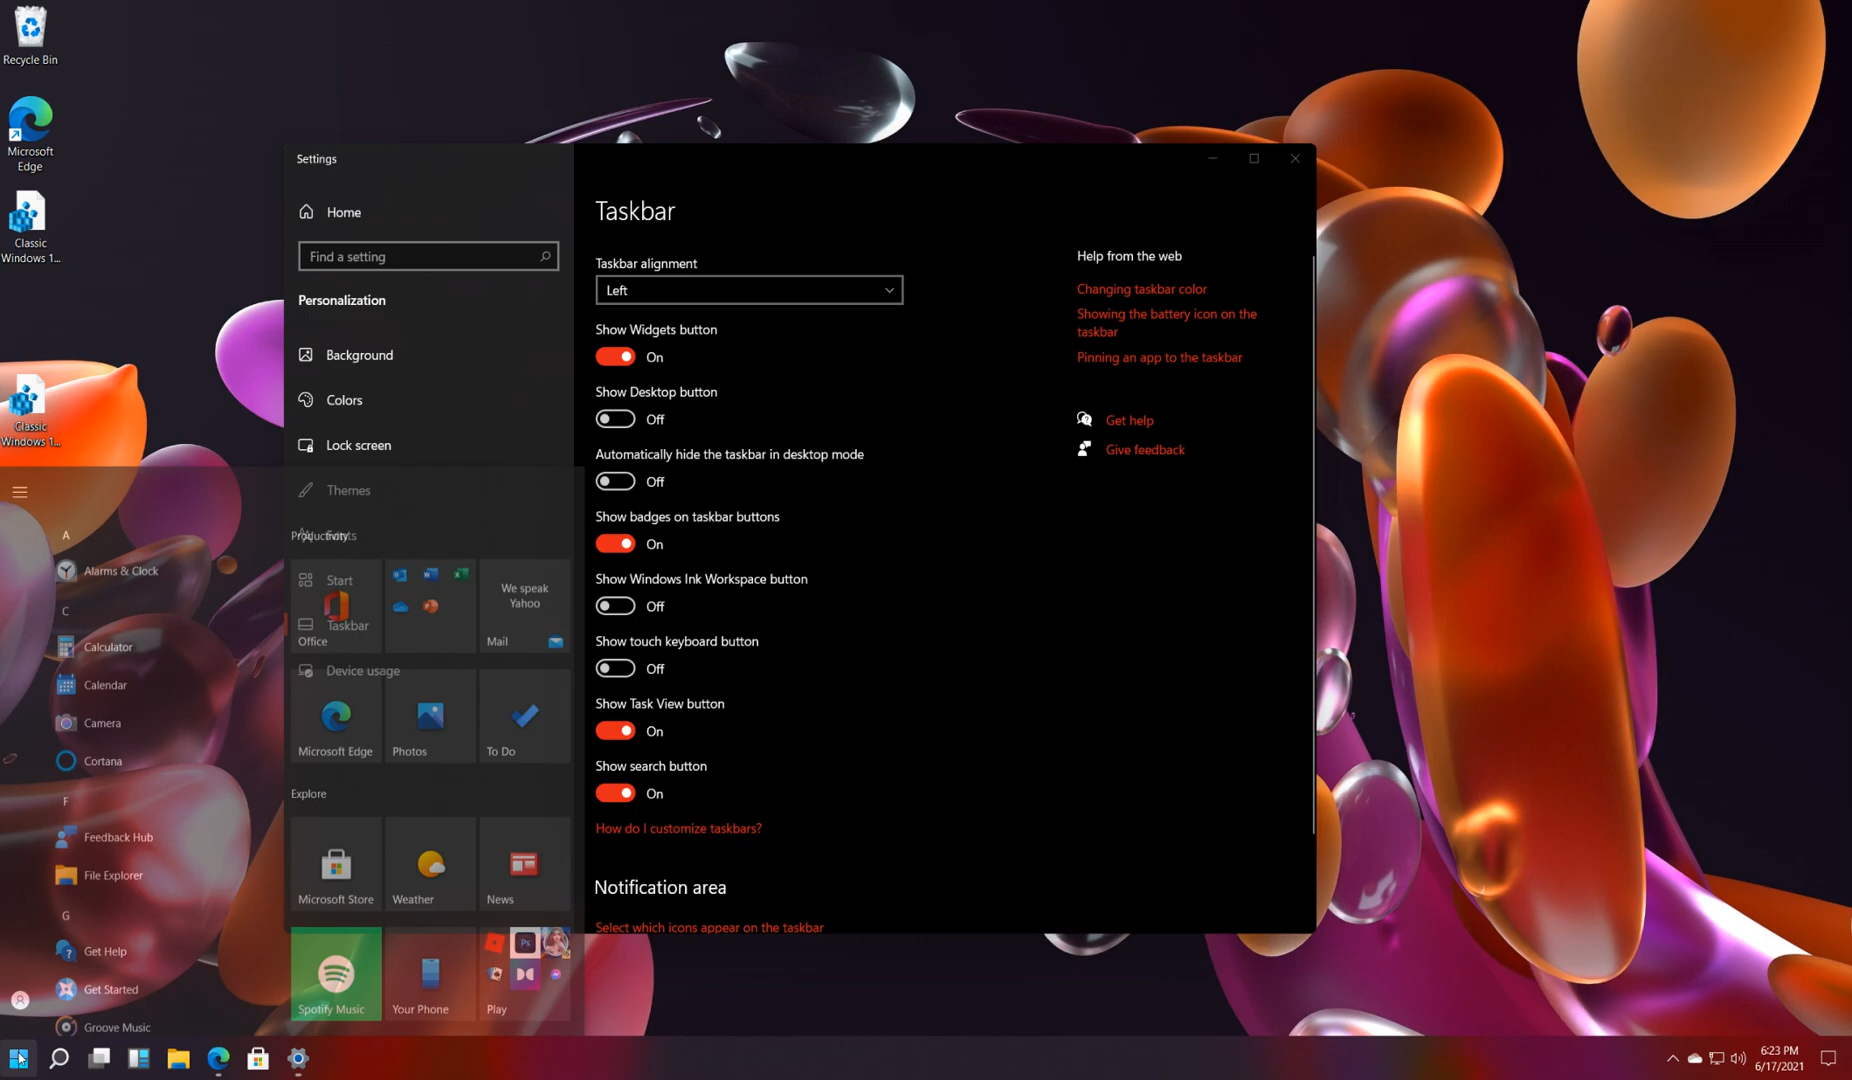 Recycle Bin
Microsoft
Edge
Classic
Windows 1...
Classic
Windows 1...
Settings
Home
Find a setting
Personalization
Background
Colors
Lock screen
Themes
Start
Taskbar
Device usage
Taskbar
Taskbar alignment
Left
Show Widgets button
On
Show Desktop button
Off
Automatically hide the taskbar in desktop mode
Off
Show badges on taskbar buttons
On
Show Windows Ink Workspace button
Off
Show touch keyboard button
Off
Show Task View button
On
Show search button
On
How do I customize taskbars?
Notification area
Select which icons appear on the taskbar
Help from the web
Changing taskbar color
Showing the battery icon on the
taskbar
Pinning an app to the taskbar
Get help
Give feedback
A
Alarms & Clock
C
Calculator
Calendar
Camera
Cortana
F
Feedback Hub
File Explorer
G
Get Help
Get Started
Groove Music
Productivity
Office
We speak
Yahoo
Mail
Microsoft Edge
Photos
To Do
Explore
Microsoft Store
Weather
News
Spotify Music
Your Phone
Ps
Play
6:23 PM
6/17/2021